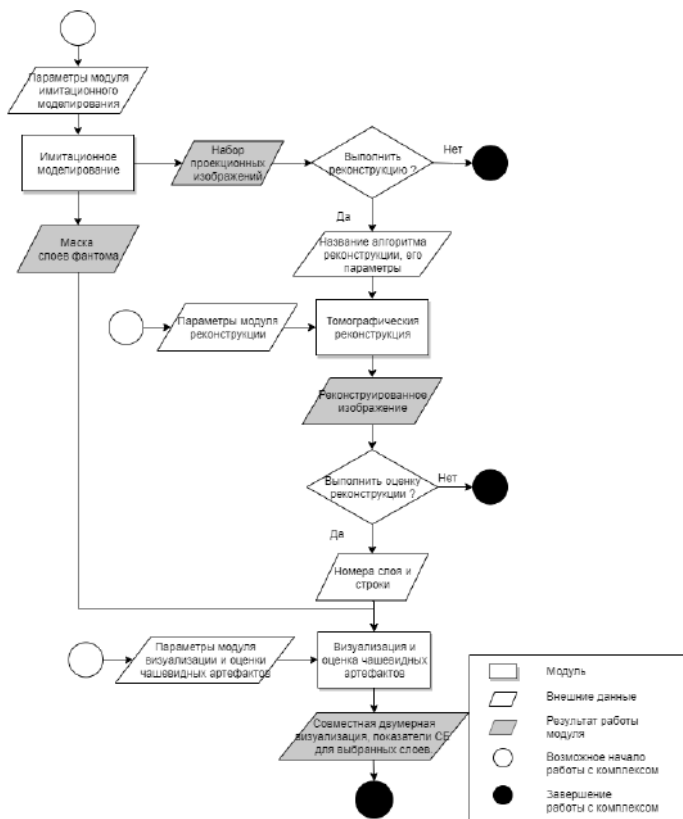 Параметры модуля
имитационного
моделирования
Имитационное
моделирование
Набор
проекционных
изображений
Выполнить
реконструкцию ?
Нет
Да
Маска
слоев фантома
Название алгоритма
реконструкции, его
параметры
Параметры модуля
реконструкции
Томографическия
реконструкция
Реконструированное
изображение
Выполнить оценку
реконструкции ?
Нет
Да
Номера слоя и
строки
Параметры модуля
визуализации и оценки
чашевидных артефактов
Визуализация и
оценка чашевидных
артефактов
Совместная двумерная
визуализация, показатели СБ
для выбранных слоев.
Модуль
Внешние данные
Результат работы
модуля
Возможное начало
работы с комплексом
Завершение
работы с комплексом